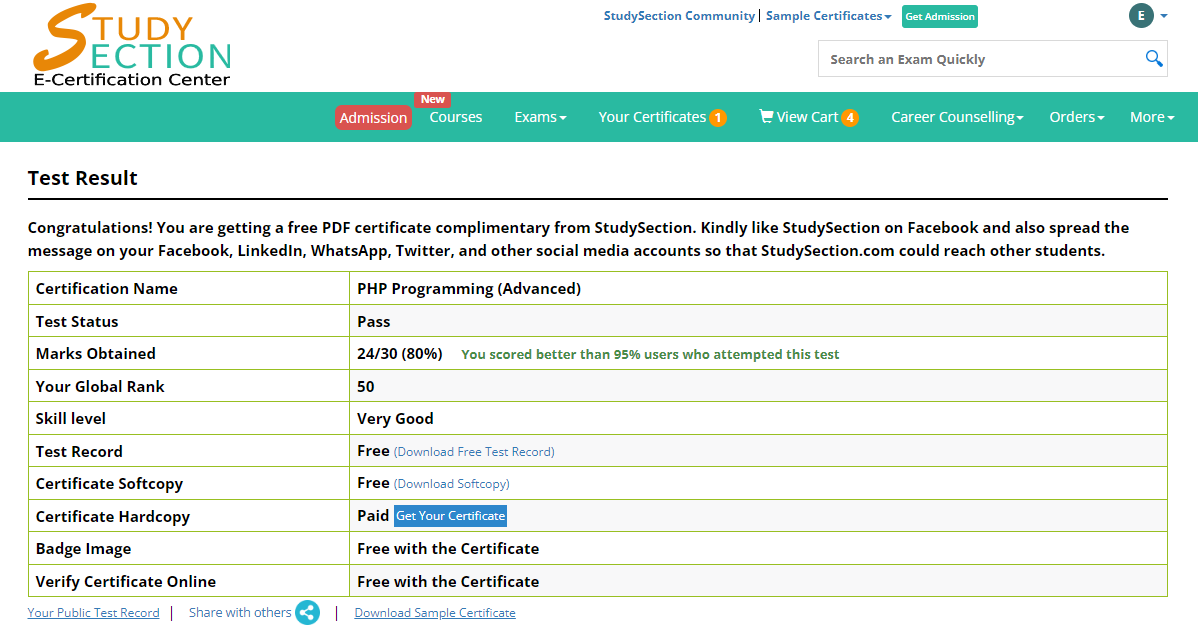 STUDY
SECTION
E-Certification Center
StudySection Community | Sample Certificates Get Admission E
Search an Exam Quickly
New
Admission Courses Exams Your Certificates 1 View Cart 4 Career Counselling Orders More
Test Result
Congratulations! You are getting a free PDF certificate complimentary from StudySection. Kindly like StudySection on Facebook and also spread the
message on your Facebook, LinkedIn, WhatsApp, Twitter, and other social media accounts so that StudySection.com could reach other students.
Certification Name PHP Programming (Advanced)
Test Status Pass
Marks Obtained 24/30 (80%) You scored better than 95% users who attempted this test
Your Global Rank 50
Skill level Very Good
Test Record Free (Download Free Test Record)
Certificate Softcopy Free (Download Softcopy)
Certificate Hardcopy Paid Get Your Certificate
Badge Image Free with the Certificate
Verify Certificate Online Free with the Certificate
Your Public Test Record | Share with others | Download Sample Certificate